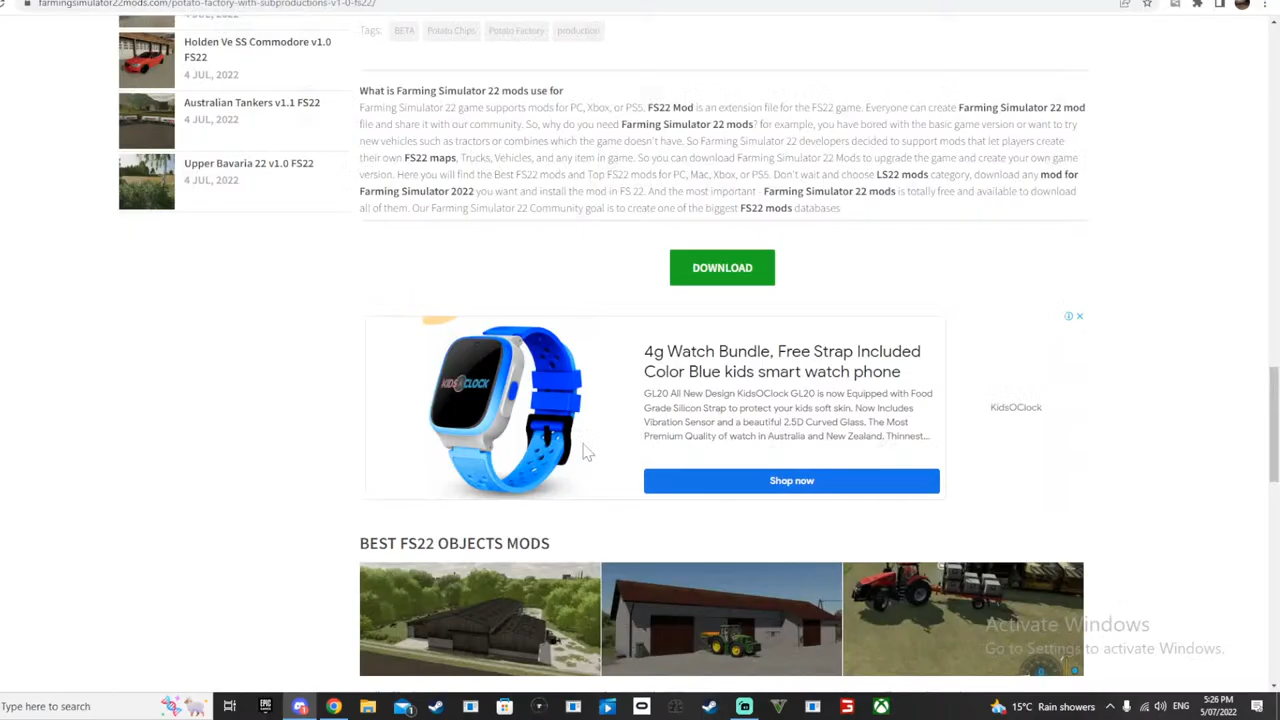 farmingsimulator22mods.com/potato-factory-with-subproductions-v1-0-fs22/
4 JUL, 2022
Holden Ve SS Commodore v1.0
FS22
4 JUL, 2022
Australian Tankers v1.1 FS22
4 JUL, 2022
Upper Bavaria 22 v1.0 FS22
4 JUL, 2022
Tags: BETA Potato Chips Potato Factory production
What is Farming Simulator 22 mods use for
Farming Simulator 22 game supports mods for PC, Xbox, or PS5. FS22 Mod is an extension file for the FS22 game. Everyone can create Farming Simulator 22 mod
file and share it with our community. So, why do you need Farming Simulator 22 mods? for example, you have bored with the basic game version or want to try
new vehicles such as tractors or combines which the game doesn't have. So Farming Simulator 22 developers decided to support mods that let players create
their own FS22 maps, Trucks, Vehicles, and any item in game. So you can download Farming Simulator 22 Mods to upgrade the game and create your own game
version. Here you will find the Best FS22 mods and Top FS22 mods for PC, Mac, Xbox, or PS5. Don't wait and choose LS22 mods category, download any mod for
Farming Simulator 2022 you want and install the mod in FS 22. And the most important - Farming Simulator 22 mods is totally free and available to download
all of them. Our Farming Simulator 22 Community goal is to create one of the biggest FS22 mods databases.
DOWNLOAD
KIDS O CLOCK
4g Watch Bundle, Free Strap Included
Color Blue kids smart watch phone
GL20 All New Design KidsOClock GL20 is now Equipped with Food
Grade Silicon Strap to protect your kids soft skin. Now Includes
Vibration Sensor and a beautiful 2.5D Curved Glass. The Most
Premium Quality of watch in Australia and New Zealand. Thinnest...
KidsOClock
Shop now
BEST FS22 OBJECTS MODS
Activate Windows
Go to Settings to activate Windows.
Type here to search
EPIC GAMES
15°C Rain showers
ENG
5:26 PM
5/07/2022